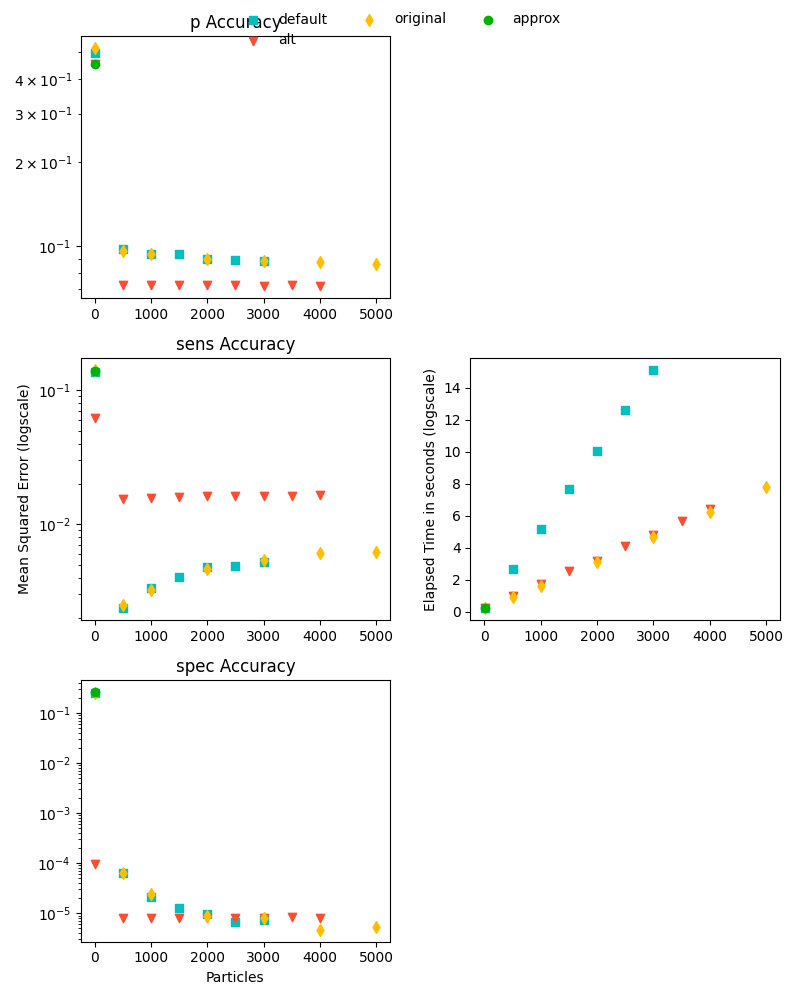 p Accuracy
default
original
approx
alt
4 × 10⁻¹
3 × 10⁻¹
2 × 10⁻¹
10⁻¹
0 1000 2000 3000 4000 5000
sens Accuracy
Mean Squared Error (logscale)
10⁻¹
10⁻²
0 1000 2000 3000 4000 5000
Elapsed Time in seconds (logscale)
14
12
10
8
6
4
2
0
0 1000 2000 3000 4000 5000
spec Accuracy
10⁻¹
10⁻²
10⁻³
10⁻⁴
10⁻⁵
0 1000 2000 3000 4000 5000
Particles